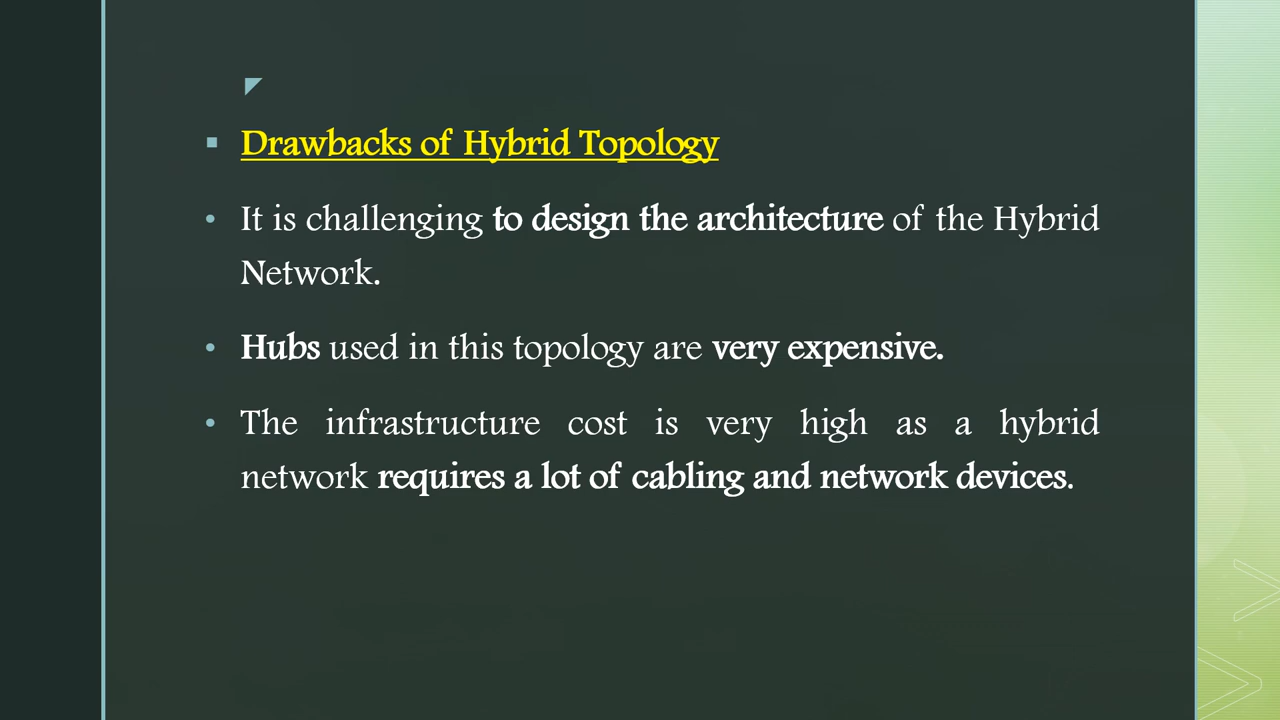 Drawbacks of Hybrid Topology
It is challenging to design the architecture of the Hybrid
Network.
Hubs used in this topology are very expensive.
The infrastructure cost is very high as a hybrid
network requires a lot of cabling and network devices.